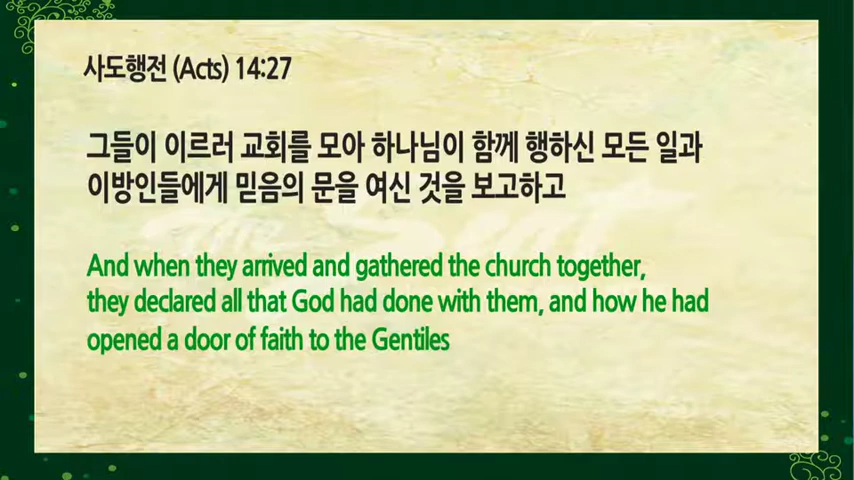 사도행전 (Acts) 14:27
그들이 이르러 교회를 모아 하나님이 함께 행하신 모든 일과
이방인들에게 믿음의 문을 여신 것을 보고하고
The Sent
And when they arrived and gathered the church together,
they declared all that God had done with them, and how he had
opened a door of faith to the Gentiles